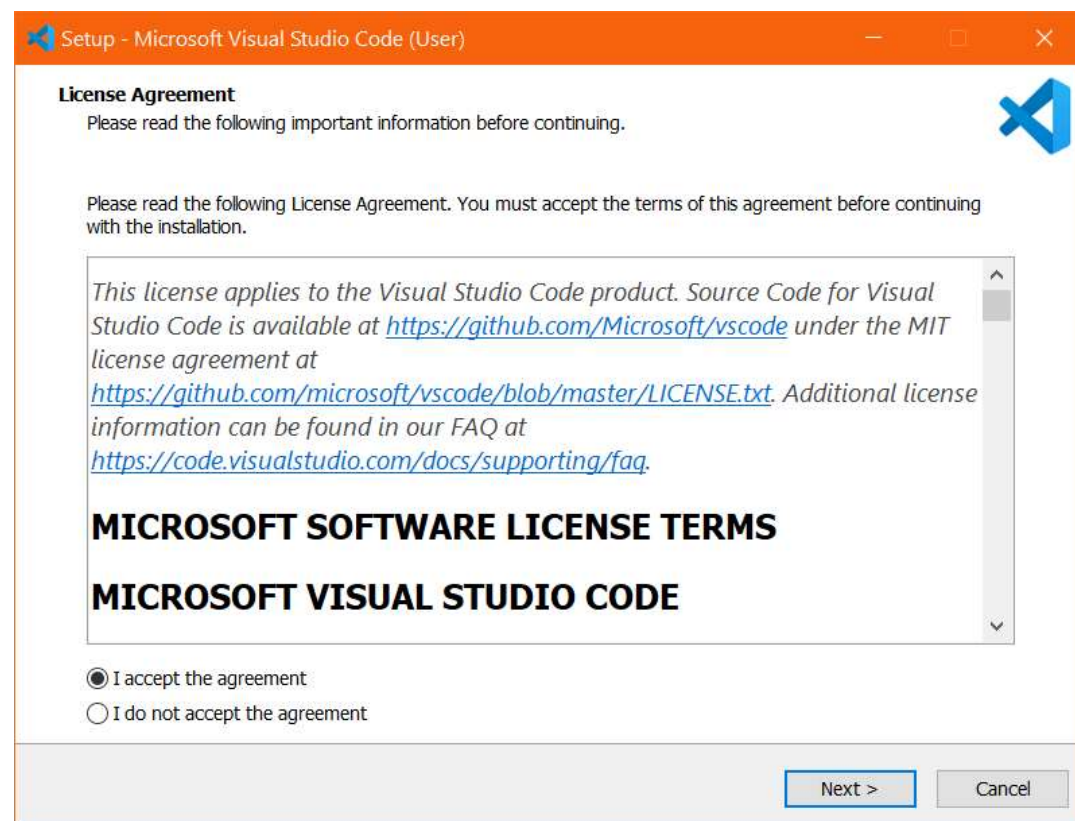 Setup - Microsoft Visual Studio Code (User)
License Agreement
Please read the following important information before continuing.
Please read the following License Agreement. You must accept the terms of this agreement before continuing
with the installation.
This license applies to the Visual Studio Code product. Source Code for Visual
Studio Code is available at https://github.com/Microsoft/vscode under the MIT
license agreement at
https://github.com/microsoft/vscode/blob/master/LICENSE.txt. Additional license
information can be found in our FAQ at
https://code.visualstudio.com/docs/supporting/faq.
MICROSOFT SOFTWARE LICENSE TERMS
MICROSOFT VISUAL STUDIO CODE
I accept the agreement
I do not accept the agreement
Next >
Cancel